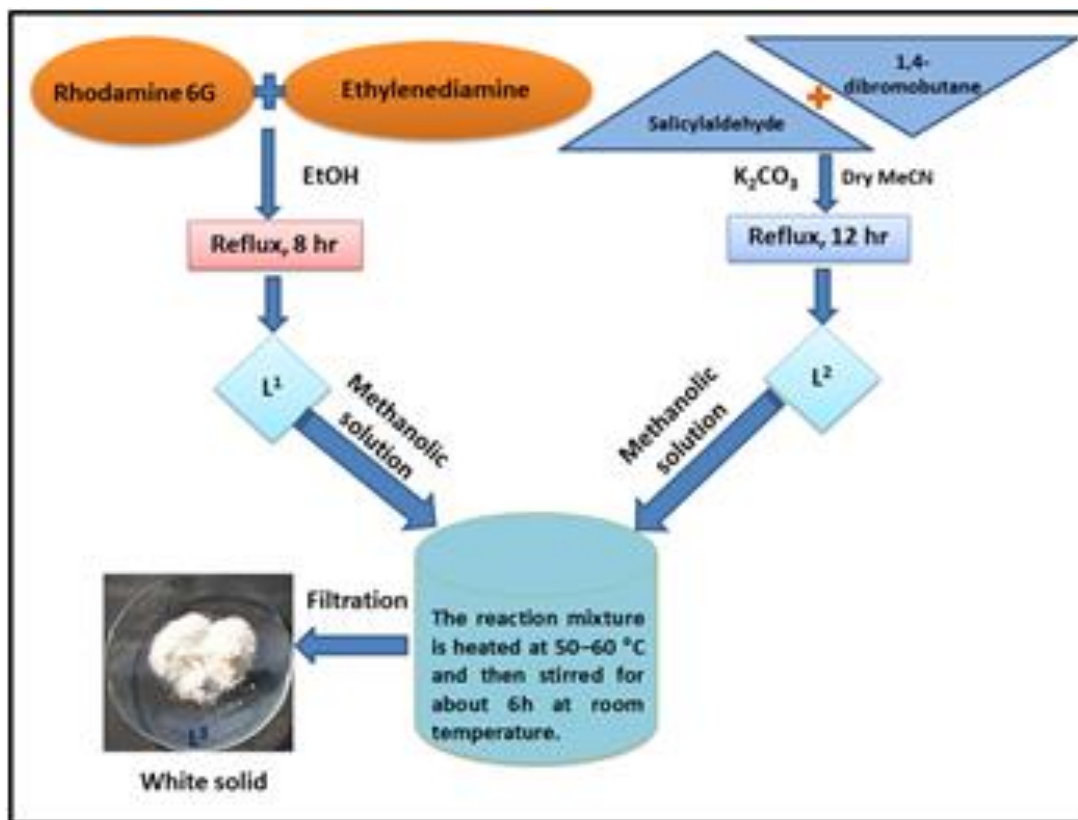 Rhodamine 6G
Ethylenediamine
EtOH
Reflux, 8 hr
L¹
Methanolic
solution
1,4-
dibromobutane
Salicylaldehyde
K₂CO₃
Dry MeCN
Reflux, 12 hr
L²
Methanolic
solution
The reaction mixture
is heated at 50–60 °C
and then stirred for
about 6h at room
temperature.
Filtration
L³
White solid